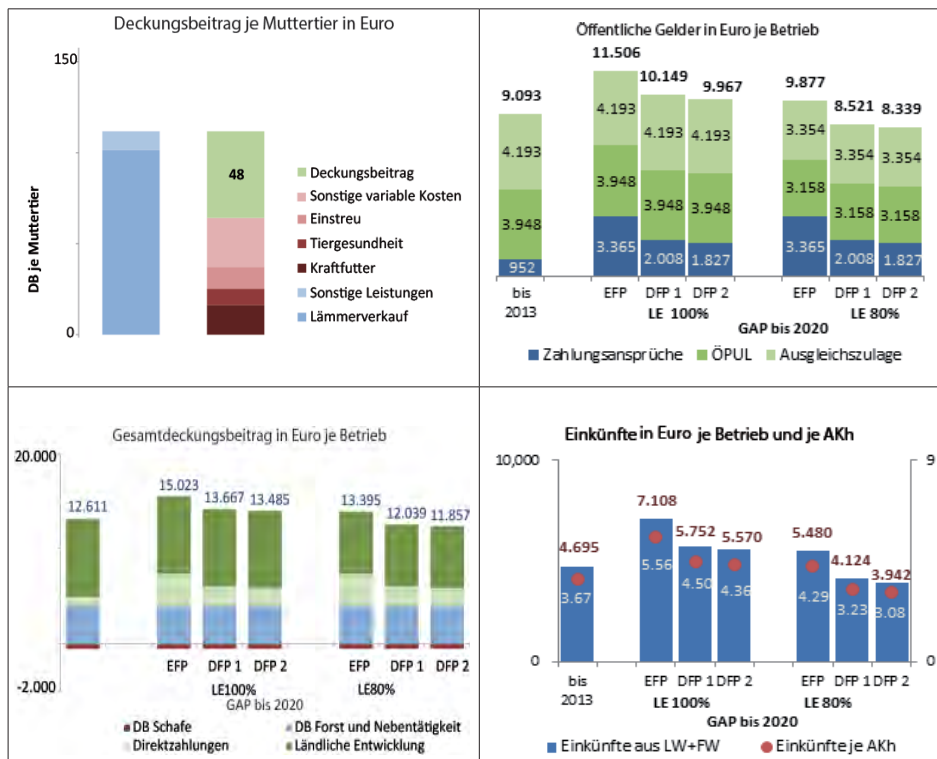 Deckungsbeitrag je Muttertier in Euro
150
DB je Muttertier
0
48
Deckungsbeitrag
Sonstige variable Kosten
Einstreu
Tiergesundheit
Kraftfutter
Sonstige Leistungen
Lämmerverkauf
Öffentliche Gelder in Euro je Betrieb
9.093 11.506 10.149 9.967 9.877 8.521 8.339
4.193 4.193 4.193 4.193 3.354 3.354 3.354
3.948 3.948 3.948 3.948 3.158 3.158 3.158
952 3.365 2.008 1.827 3.365 2.008 1.827
bis EFP DFP 1 DFP 2 EFP DFP 1 DFP 2
2013 LE 100% LE 80%
GAP bis 2020
Zahlungsansprüche ÖPUL Ausgleichszulage
Gesamtdeckungsbeitrag in Euro je Betrieb
20.000
12.611 15.023 13.667 13.485 13.395 12.039 11.857
-2.000
EFP DFP 1 DFP 2 EFP DFP 1 DFP 2
LE100% LE80%
GAP bis 2020
DB Schafe DB Forst und Nebentätigkeit
Direktzahlungen Ländliche Entwicklung
Einkünfte in Euro je Betrieb und je AKh
10,000 9
4.695 7.108 5.752 5.570 5.480 4.124 3.942
3.67 5.56 4.50 4.36 4.29 3.23 3.08
0 0
bis EFP DFP 1 DFP 2 EFP DFP 1 DFP 2
2013 LE 100% LE 80%
GAP bis 2020
Einkünfte aus LW+FW Einkünfte je AKh